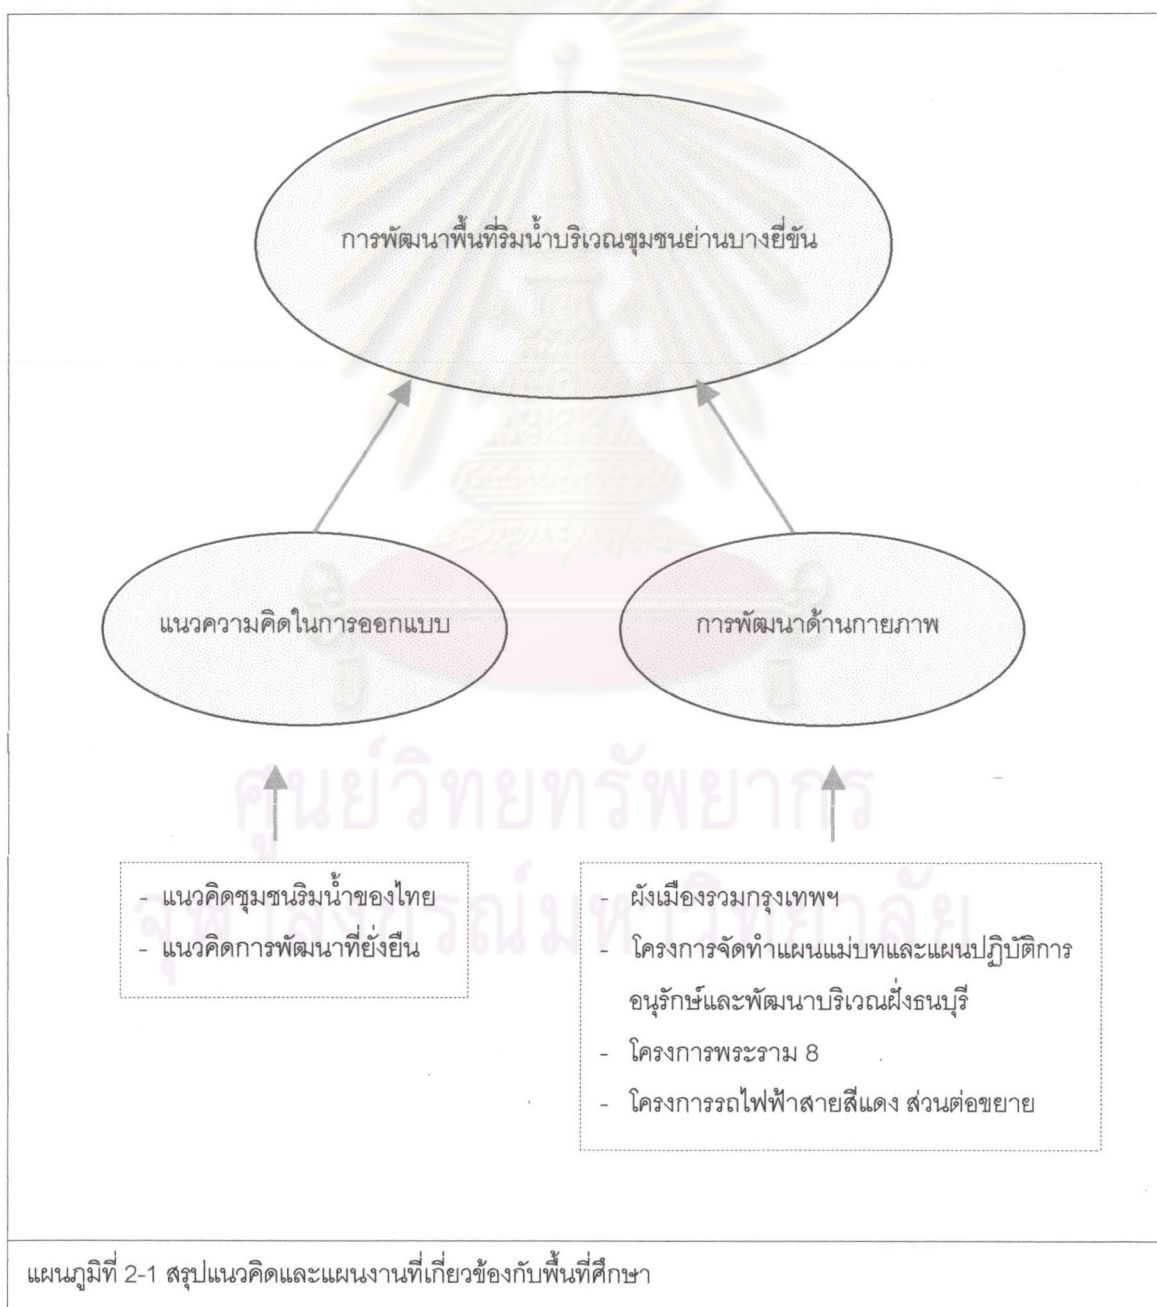 การพัฒนาพื้นที่ริมน้ำบริเวณชุมชนย่านบางยี่ขัน
แนวความคิดในการออกแบบ
การพัฒนาด้านกายภาพ
ศูนย์วิทยทรัพยากร
จุฬาลงกรณ์มหาวิทยาลัย
- แนวคิดชุมชนริมน้ำของไทย
- แนวคิดการพัฒนาที่ยั่งยืน
- ผังเมืองรวมกรุงเทพฯ
- โครงการจัดทำแผนแม่บทและแผนปฏิบัติการ
อนุรักษ์และพัฒนาบริเวณฝั่งธนบุรี
- โครงการพระราม 8
- โครงการรถไฟฟ้าสายสีแดง ส่วนต่อขยาย
แผนภูมิที่ 2-1 สรุปแนวคิดและแผนงานที่เกี่ยวข้องกับพื้นที่ศึกษา